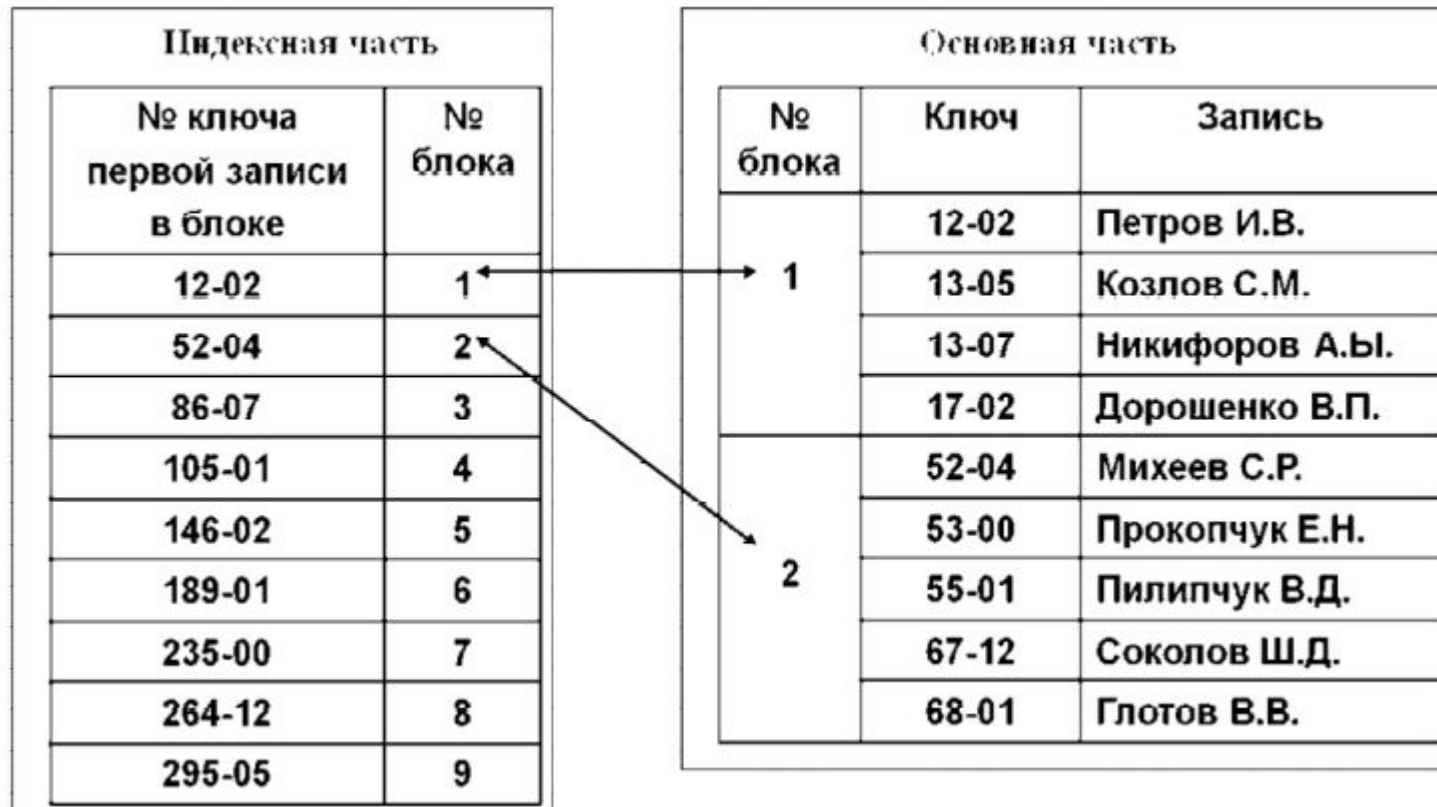 Индексная часть
№ ключа первой записи в блоке № блока
12-02 1
52-04 2
86-07 3
105-01 4
146-02 5
189-01 6
235-00 7
264-12 8
295-05 9
Основная часть
№ блока Ключ Запись
1
12-02 Петров И.В.
13-05 Козлов С.М.
13-07 Никифоров А.Ы.
17-02 Дорошенко В.П.
2
52-04 Михеев С.Р.
53-00 Прокопчук Е.Н.
55-01 Пилипчук В.Д.
67-12 Соколов Ш.Д.
68-01 Глотов В.В.